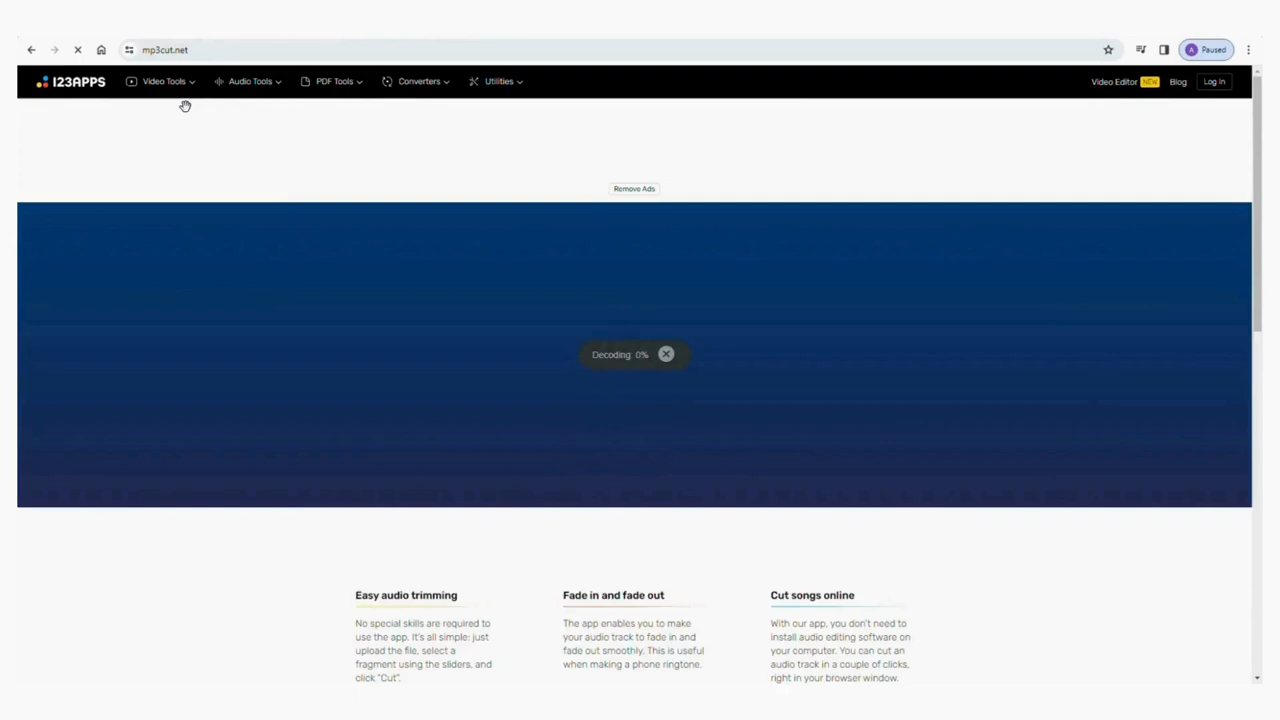 mp3cut.net
A Paused
123APPS Video Tools Audio Tools PDF Tools Converters Utilities Video Editor NEW Blog Log In
Remove Ads
Decoding: 0%
Easy audio trimming
No special skills are required to
use the app. It's all simple: just
upload the file, select a
fragment using the sliders, and
click "Cut".
Fade in and fade out
The app enables you to make
your audio track to fade in and
fade out smoothly. This is useful
when making a phone ringtone.
Cut songs online
With our app, you don't need to
install audio editing software on
your computer. You can cut an
audio track in a couple of clicks,
right in your browser window.